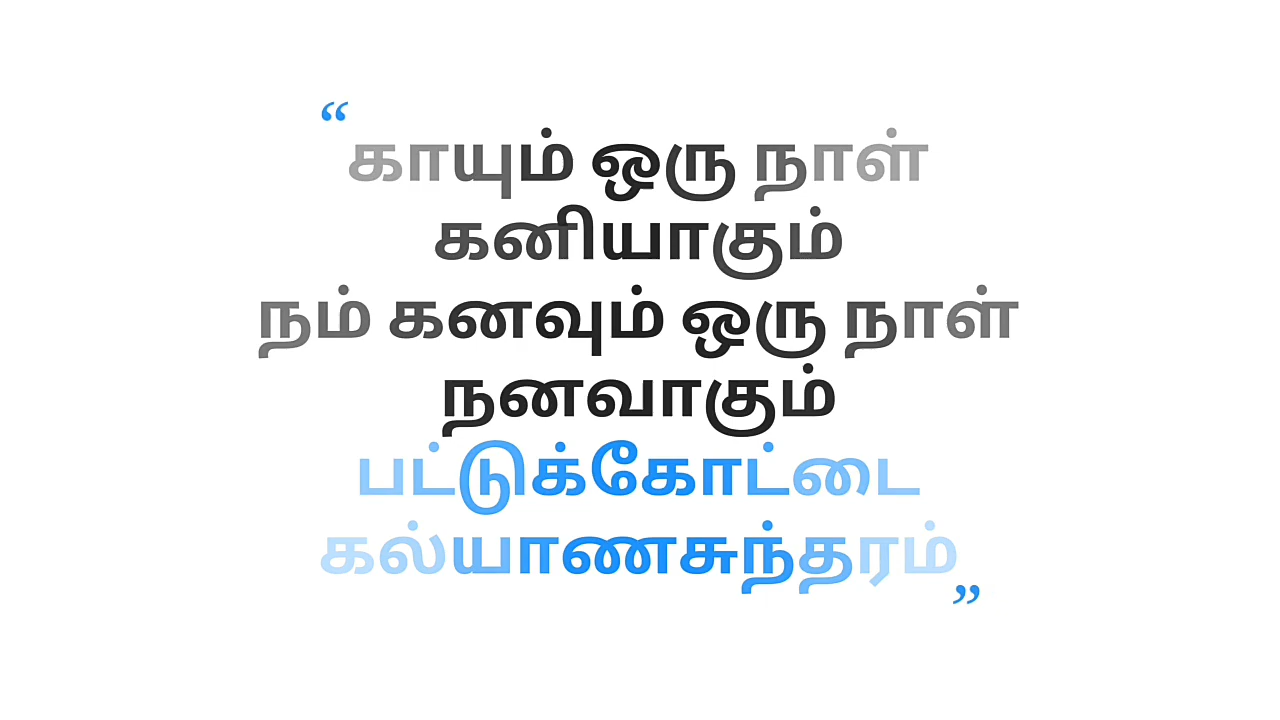 “காயும் ஒரு நாள்
கனியாகும்
நம் கனவும் ஒரு நாள்
நனவாகும்
பட்டுக்கோட்டை
கல்யாணசுந்தரம்”